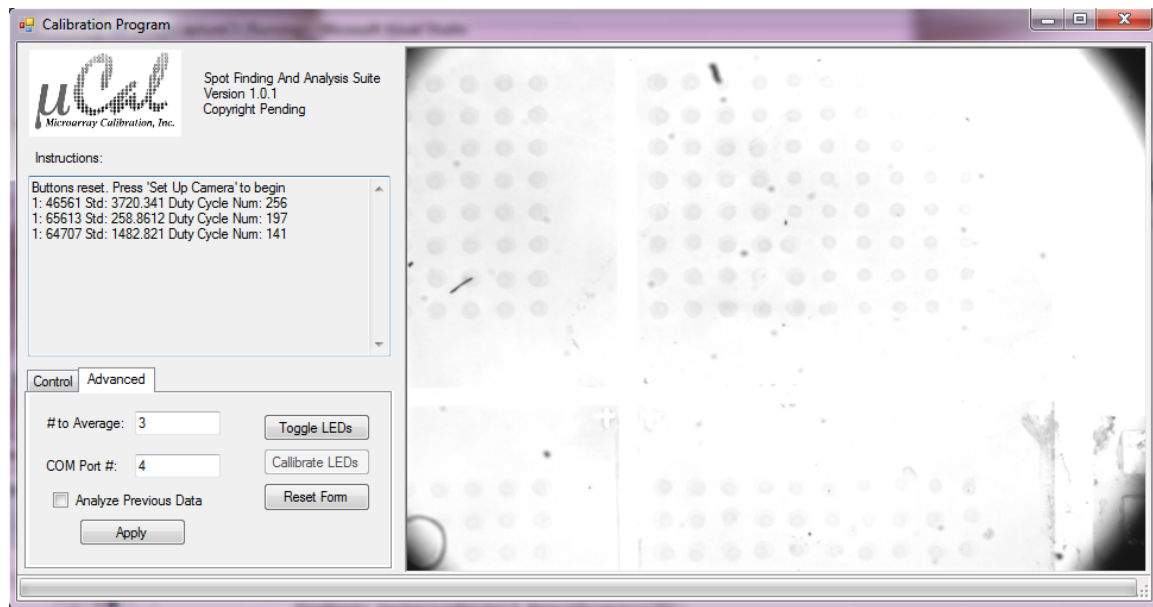 Calibration Program
µCal
Microarray Calibration, Inc.
Spot Finding And Analysis Suite
Version 1.0.1
Copyright Pending
Instructions:
Buttons reset. Press 'Set Up Camera' to begin
1: 46561 Std: 3720.341 Duty Cycle Num: 256
1: 65613 Std: 258.8612 Duty Cycle Num: 197
1: 64707 Std: 1482.821 Duty Cycle Num: 141
Control Advanced
# to Average: 3
Toggle LEDs
COM Port #: 4
Callibrate LEDs
Analyze Previous Data
Reset Form
Apply